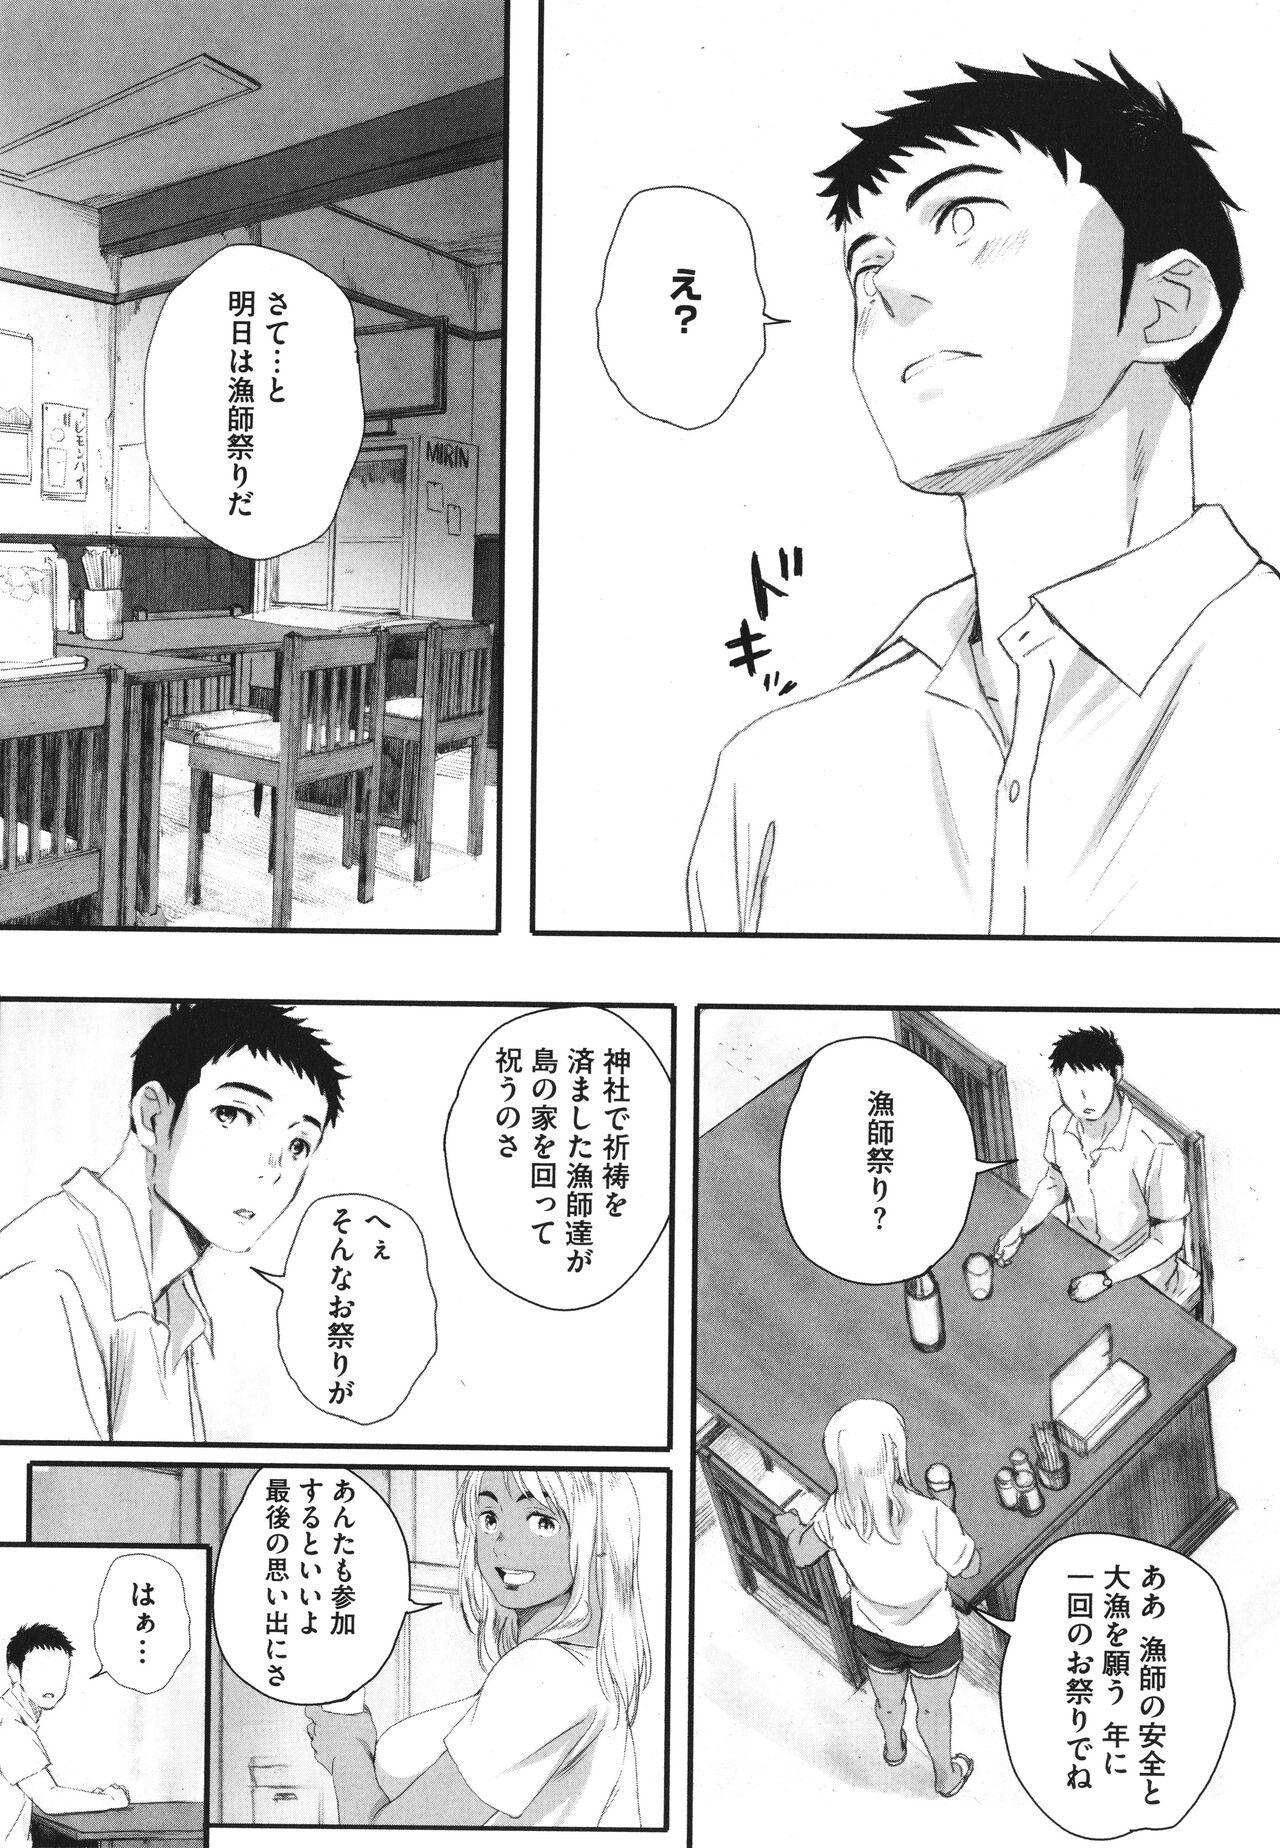 え？
ドキッ
さて…と
明日は漁師祭りだ
レモンハイ
MIRIN
漁師祭り？
ああ 漁師の安全と
大漁を願う 年に
一回のお祭りでね
神社で祈祷を
済ました漁師達が
島の家を回って
祝うのさ
へぇ
そんなお祭りが
あんたも参加
するといいよ
最後の思い出にさ
はぁ…